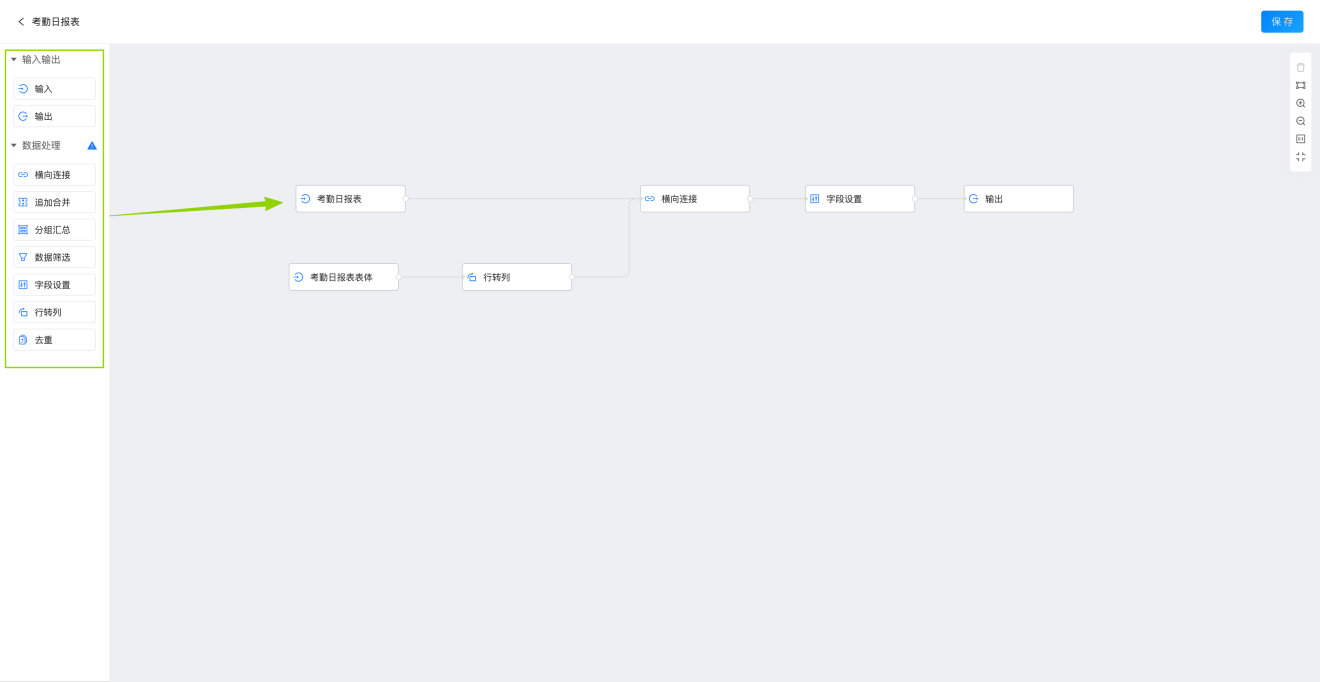 考勤日报表
保存
输入输出
输入
输出
数据处理
横向连接
追加合并
分组汇总
数据筛选
字段设置
行转列
去重
考勤日报表
横向连接
字段设置
输出
考勤日报表表体
行转列